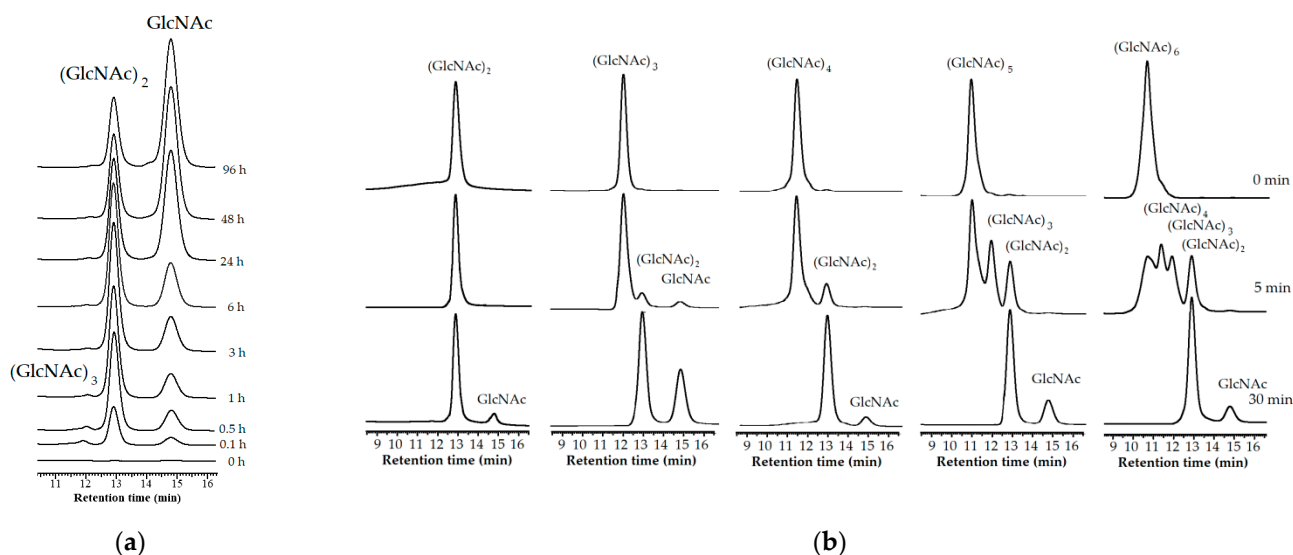 GlcNAc
(GlcNAc)2
96 h
48 h
24 h
6 h
3 h
(GlcNAc)3
1 h
0.5 h
0.1 h
0 h
11 12 13 14 15 16
Retention time (min)
(a)
(GlcNAc)2
(GlcNAc)3
(GlcNAc)4
(GlcNAc)5
(GlcNAc)6
0 min
(GlcNAc)2
GlcNAc
(GlcNAc)2
(GlcNAc)3
(GlcNAc)2
(GlcNAc)4
(GlcNAc)3
(GlcNAc)2
5 min
GlcNAc
GlcNAc
GlcNAc
GlcNAc
30 min
9 10 11 12 13 14 15 16
9 10 11 12 13 14 15 16
9 10 11 12 13 14 15 16
9 10 11 12 13 14 15 16
9 10 11 12 13 14 15 16
Retention time (min)
Retention time (min)
Retention time (min)
Retention time (min)
Retention time (min)
(b)